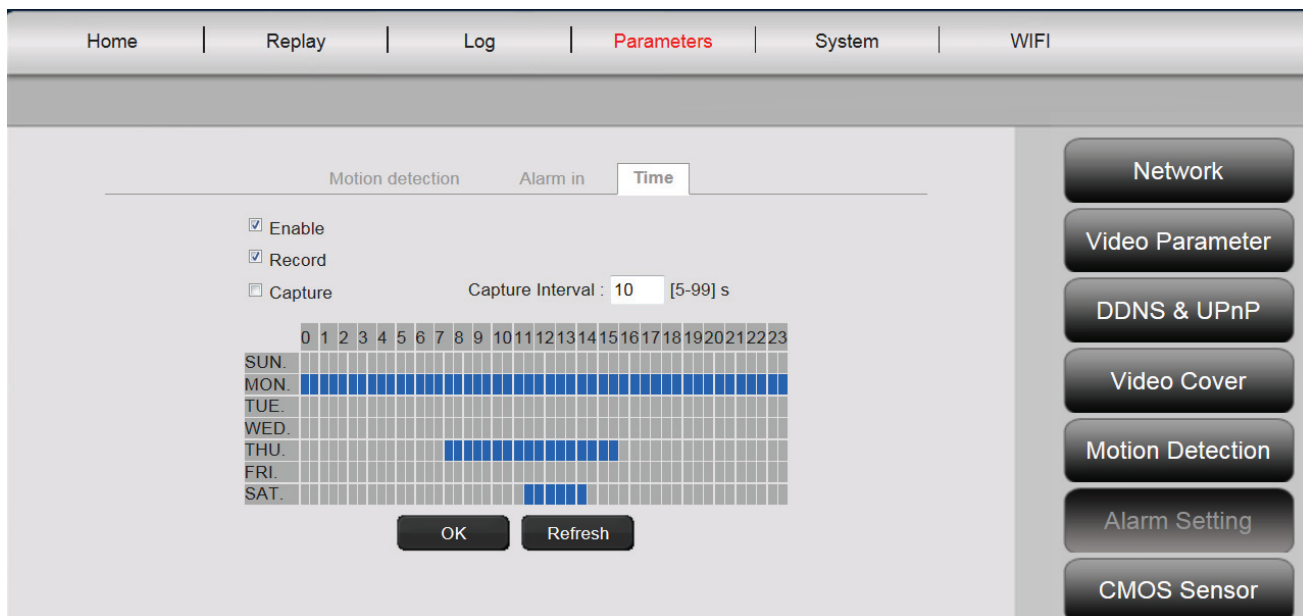 Home | Replay | Log | Parameters | System | WIFI
Motion detection Alarm in Time
Enable
Record
Capture Capture Interval : 10 [5-99] s
0 1 2 3 4 5 6 7 8 9 10 11 12 13 14 15 16 17 18 19 20 21 22 23
SUN.
MON.
TUE.
WED.
THU.
FRI.
SAT.
OK Refresh
Network
Video Parameter
DDNS & UPnP
Video Cover
Motion Detection
Alarm Setting
CMOS Sensor